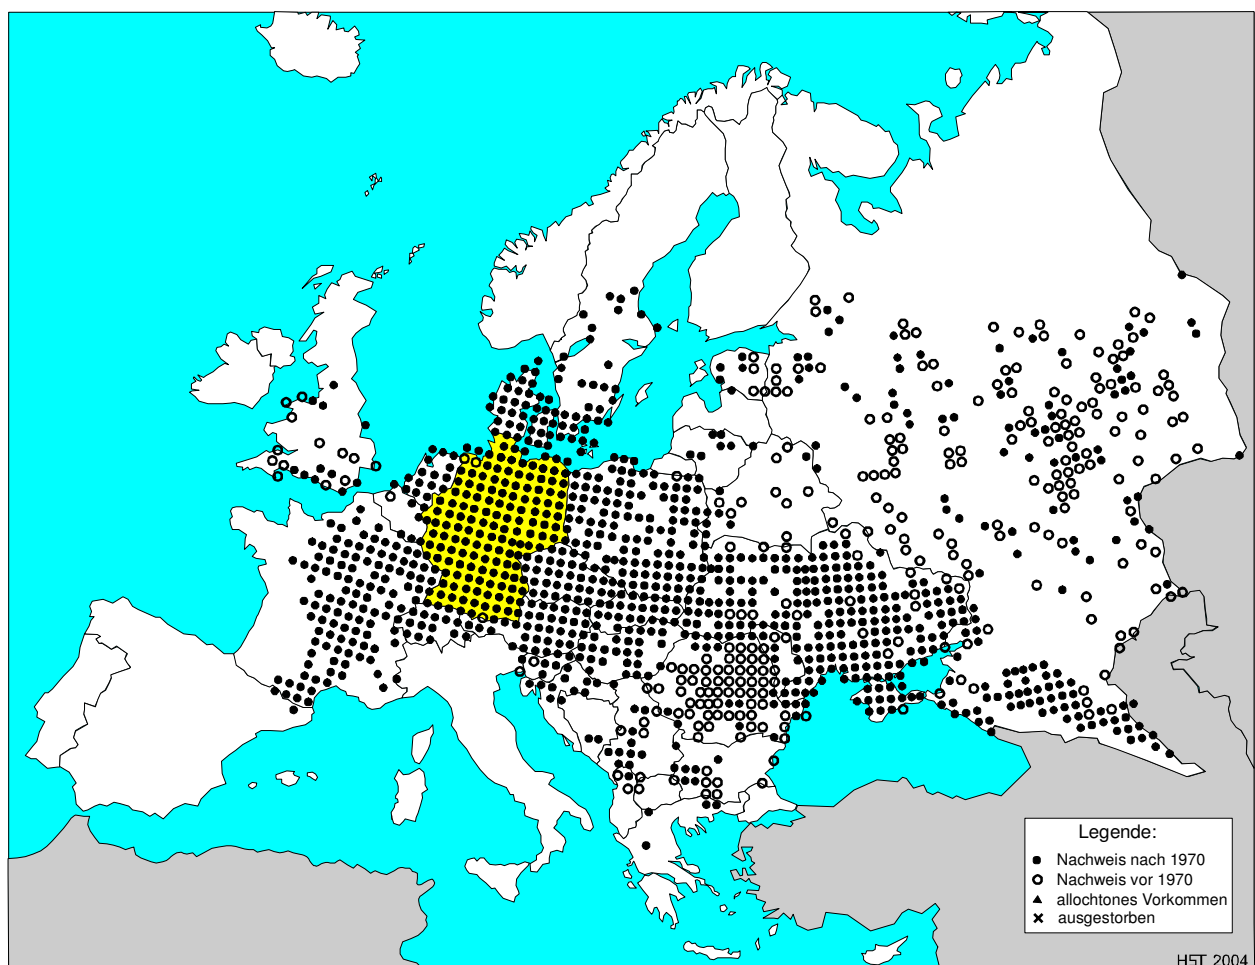 Legende:
Nachweis nach 1970
Nachweis vor 1970
allochtones Vorkommen
ausgestorben
HST 2004